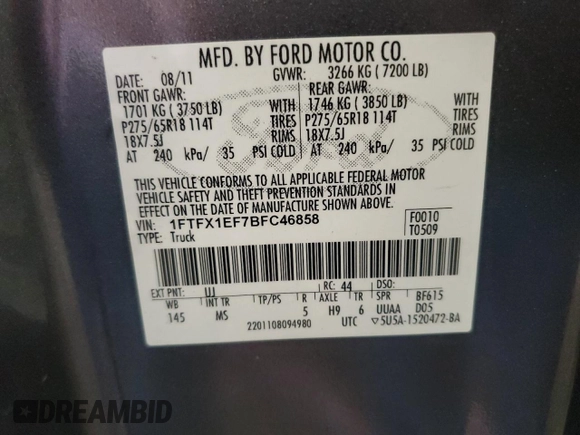 MFD. BY FORD MOTOR CO.
DATE: 08/11 GVWR: 3266 KG ( 7200 LB)
FRONT GAWR: REAR GAWR:
1701 KG ( 3750 LB) WITH 1746 KG ( 3850 LB) WITH
P275/65R18 114T TIRES P275/65R18 114T TIRES
18X7.5J RIMS 18X7.5J RIMS
AT 240 kPa/ 35 PSI COLD AT 240 kPa/ 35 PSI COLD
THIS VEHICLE CONFORMS TO ALL APPLICABLE FEDERAL MOTOR
VEHICLE SAFETY AND THEFT PREVENTION STANDARDS IN
EFFECT ON THE DATE OF MANUFACTURE SHOWN ABOVE.
VIN: 1FTFX1EF7BFC46858 F0010
TYPE: Truck T0509
EXT PNT: UJ RC: 44 DSO:
WB INT TR TP/PS R AXLE TR SPR BF615
145 MS 5 H9 6 UUAA D05
2201108094980 UTC ▽5U5A-1520472-BA
DREAMBID